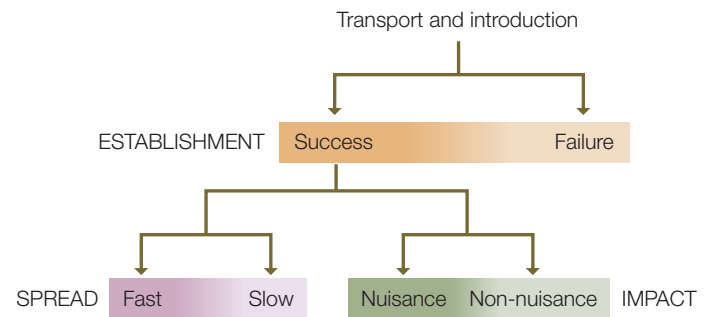 Transport and introduction
ESTABLISHMENT Success Failure
SPREAD Fast Slow Nuisance Non-nuisance IMPACT